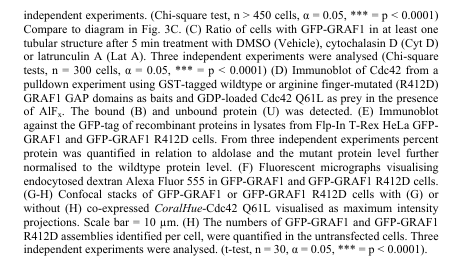 independent experiments. (Chi-square test, n > 450 cells, α = 0.05, *** = p < 0.0001)
Compare to diagram in Fig. 3C. (C) Ratio of cells with GFP-GRAF1 in at least one
tubular structure after 5 min treatment with DMSO (Vehicle), cytochalasin D (Cyt D)
or latrunculin A (Lat A). Three independent experiments were analysed (Chi-square
tests, n = 300 cells, α = 0.05, *** = p < 0.0001) (D) Immunoblot of Cdc42 from a
pulldown experiment using GST-tagged wildtype or arginine finger-mutated (R412D)
GRAF1 GAP domains as baits and GDP-loaded Cdc42 Q61L as prey in the presence
of AlFx. The bound (B) and unbound protein (U) was detected. (E) Immunoblot
against the GFP-tag of recombinant proteins in lysates from Flp-In T-Rex HeLa GFP-
GRAF1 and GFP-GRAF1 R412D cells. From three independent experiments percent
protein was quantified in relation to aldolase and the mutant protein level further
normalised to the wildtype protein level. (F) Fluorescent micrographs visualising
endocytosed dextran Alexa Fluor 555 in GFP-GRAF1 and GFP-GRAF1 R412D cells.
(G-H) Confocal stacks of GFP-GRAF1 or GFP-GRAF1 R412D cells with (G) or
without (H) co-expressed CoralHue-Cdc42 Q61L visualised as maximum intensity
projections. Scale bar = 10 µm. (H) The numbers of GFP-GRAF1 and GFP-GRAF1
R412D assemblies identified per cell, were quantified in the untransfected cells. Three
independent experiments were analysed. (t-test, n = 30, α = 0.05, *** = p < 0.0001).